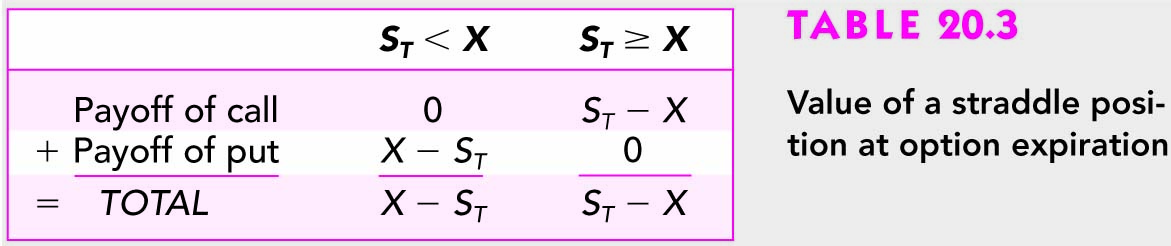 S_T < X S_T ≥ X
Payoff of call 0 S_T − X
+ Payoff of put X − S_T 0
= TOTAL X − S_T S_T − X
TABLE 20.3
Value of a straddle posi-
tion at option expiration